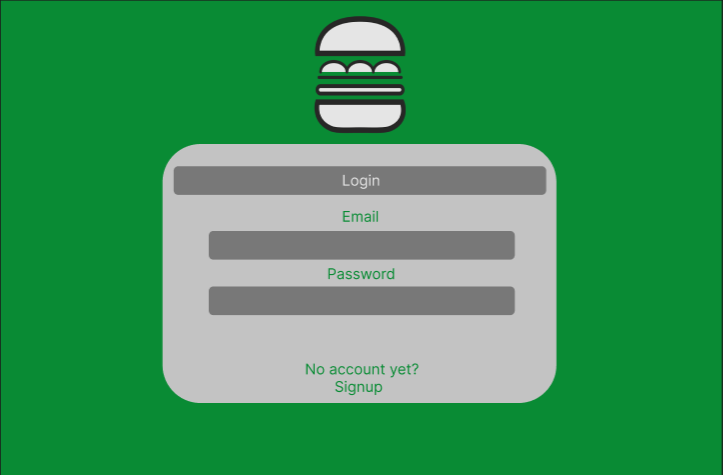 Login
Email
Password
No account yet?
Signup